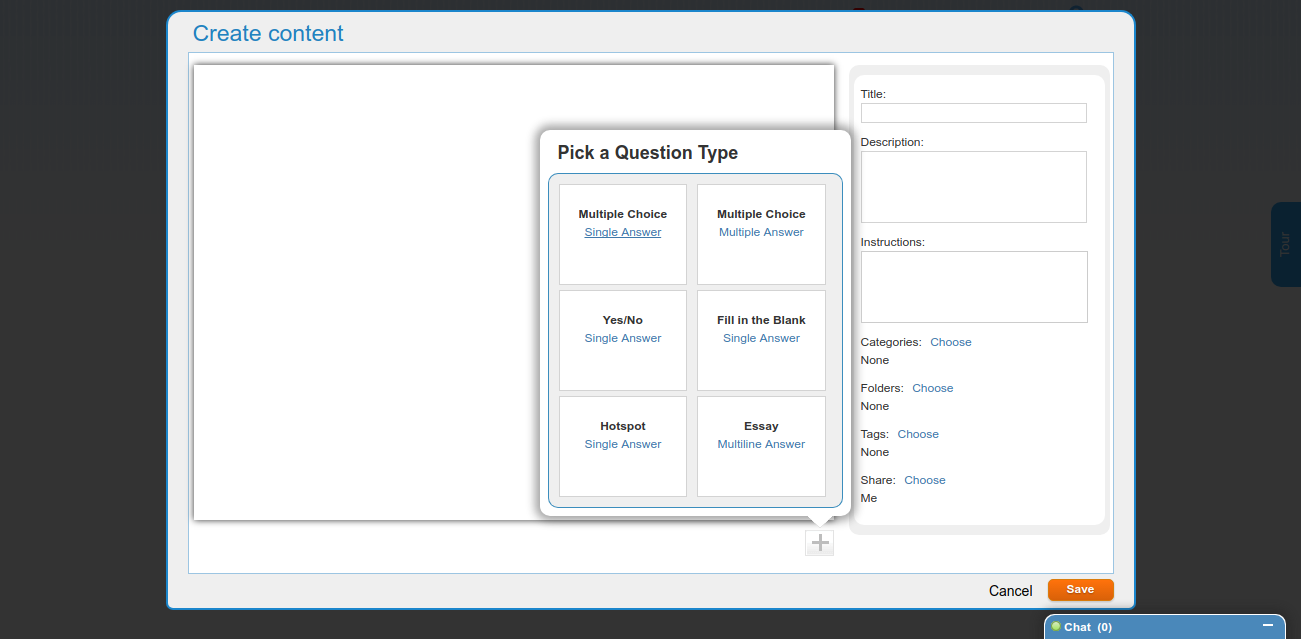 Create content
Pick a Question Type
Multiple Choice
Single Answer
Multiple Choice
Multiple Answer
Yes/No
Single Answer
Fill in the Blank
Single Answer
Hotspot
Single Answer
Essay
Multiline Answer
Title:
Description:
Instructions:
Categories: Choose
None
Folders: Choose
None
Tags: Choose
None
Share: Choose
Me
Cancel
Save
Tour
Chat (0)